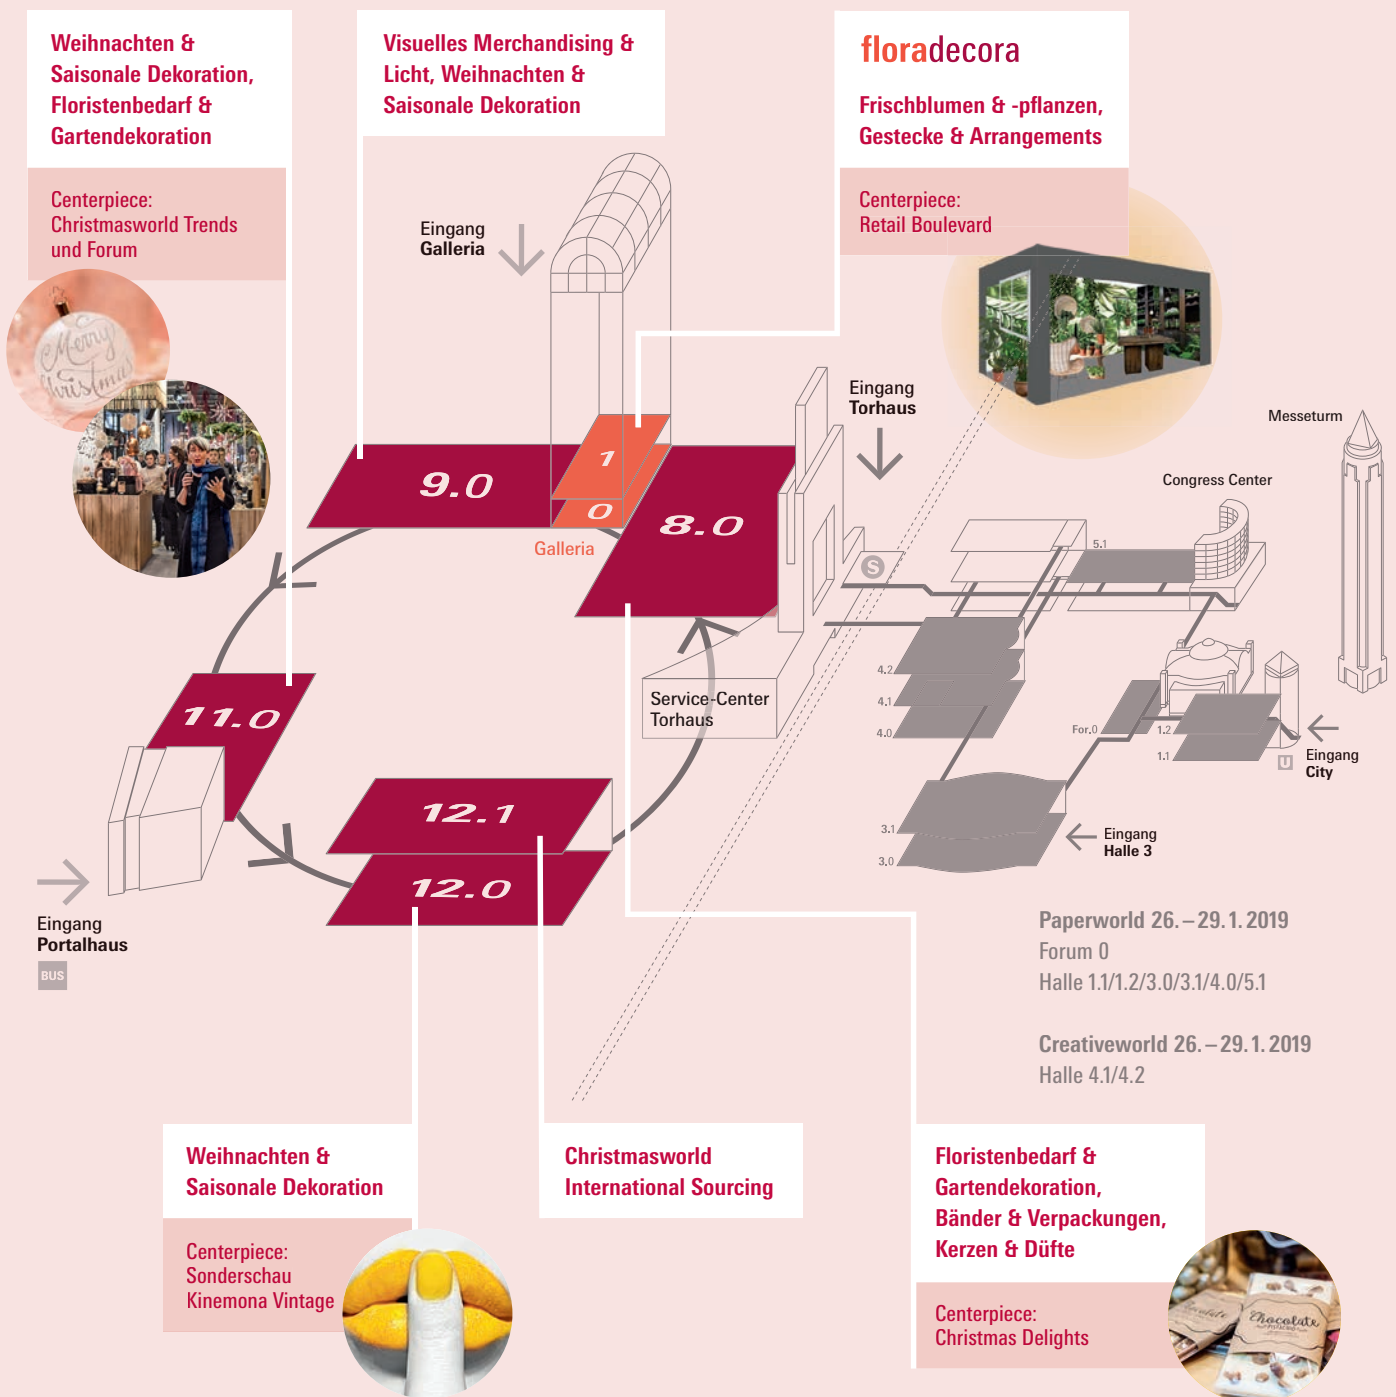 Weihnachten &
Saisonale Dekoration,
Floristenbedarf &
Gartendekoration
Centerpiece:
Christmasworld Trends
und Forum
Merry
Christmas
Visuelles Merchandising &
Licht, Weihnachten &
Saisonale Dekoration
floradecora
Frischblumen & -pflanzen,
Gestecke & Arrangements
Centerpiece:
Retail Boulevard
Eingang
Galleria
Eingang
Torhaus
Messeturm
Congress Center
9.0
1
0
Galleria
8.0
S
5.1
4.2
4.1
4.0
For.0
1.2
1.1
U
Eingang
City
3.1
3.0
Eingang
Halle 3
Service-Center
Torhaus
11.0
12.1
12.0
Eingang
Portalhaus
BUS
Paperworld 26. – 29. 1. 2019
Forum 0
Halle 1.1/1.2/3.0/3.1/4.0/5.1
Creativeworld 26. – 29. 1. 2019
Halle 4.1/4.2
Weihnachten &
Saisonale Dekoration
Centerpiece:
Sonderschau
Kinemona Vintage
Christmasworld
International Sourcing
Floristenbedarf &
Gartendekoration,
Bänder & Verpackungen,
Kerzen & Düfte
Centerpiece:
Christmas Delights
Chocolate